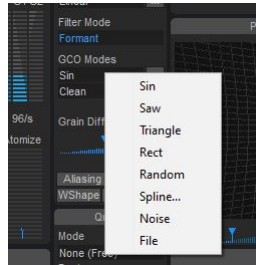 Linear
Filter Mode
Formant
GCO Modes
Sin
Clean
96/s
Grain Diff
Aliasing
WShape
Mode
None (Free)
Sin
Saw
Triangle
Rect
Random
Spline...
Noise
File